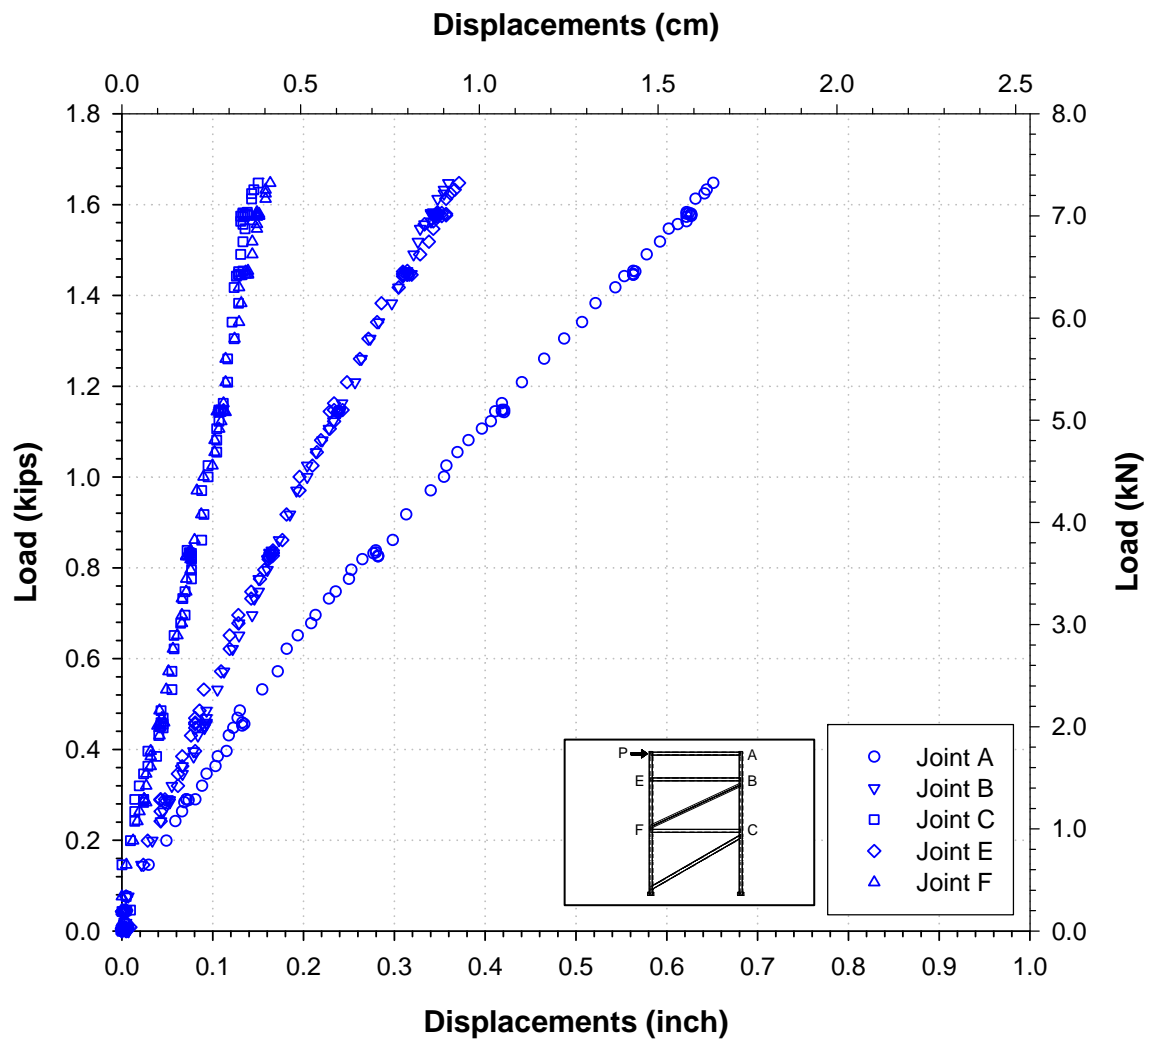 Displacements (cm)
0.0 0.5 1.0 1.5 2.0 2.5
1.8 8.0
1.6 7.0
1.4 6.0
1.2 5.0
1.0 4.0
0.8 3.0
0.6 2.0
0.4 1.0
0.2 0.0
0.0
Load (kips)
Load (kN)
P A
E B
F C
Joint A
Joint B
Joint C
Joint E
Joint F
0.0 0.1 0.2 0.3 0.4 0.5 0.6 0.7 0.8 0.9 1.0
Displacements (inch)